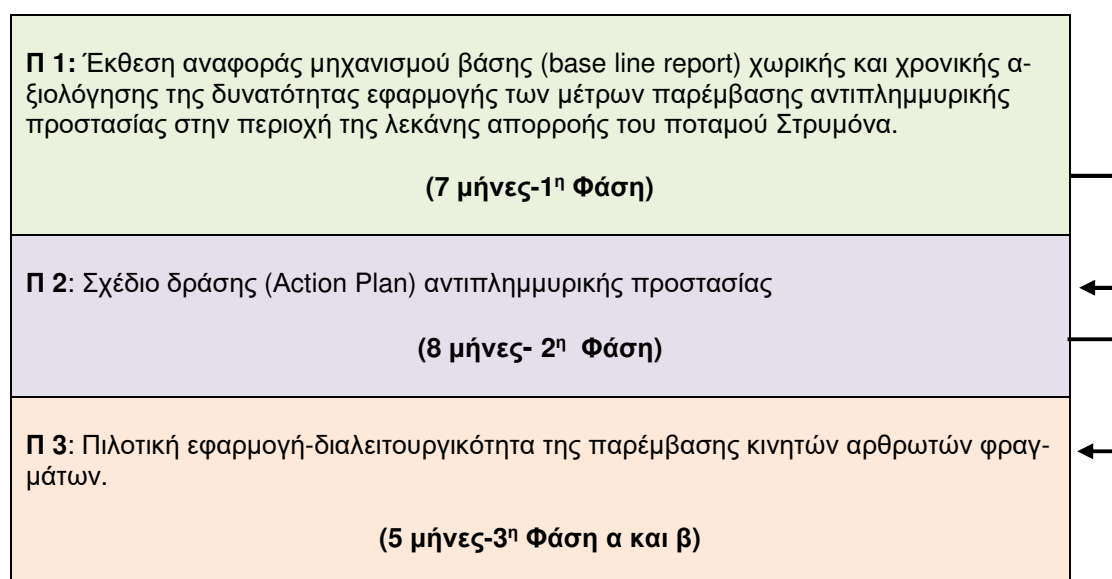 Π 1: Έκθεση αναφοράς μηχανισμού βάσης (base line report) χωρικής και χρονικής α-
ξιολόγησης της δυνατότητας εφαρμογής των μέτρων παρέμβασης αντιπλημμυρικής
προστασίας στην περιοχή της λεκάνης απορροής του ποταμού Στρυμόνα.
(7 μήνες-1η Φάση)
Π 2: Σχέδιο δράσης (Action Plan) αντιπλημμυρικής προστασίας
(8 μήνες- 2η Φάση)
Π 3: Πιλοτική εφαρμογή-διαλειτουργικότητα της παρέμβασης κινητών αρθρωτών φραγ-
μάτων.
(5 μήνες-3η Φάση α και β)